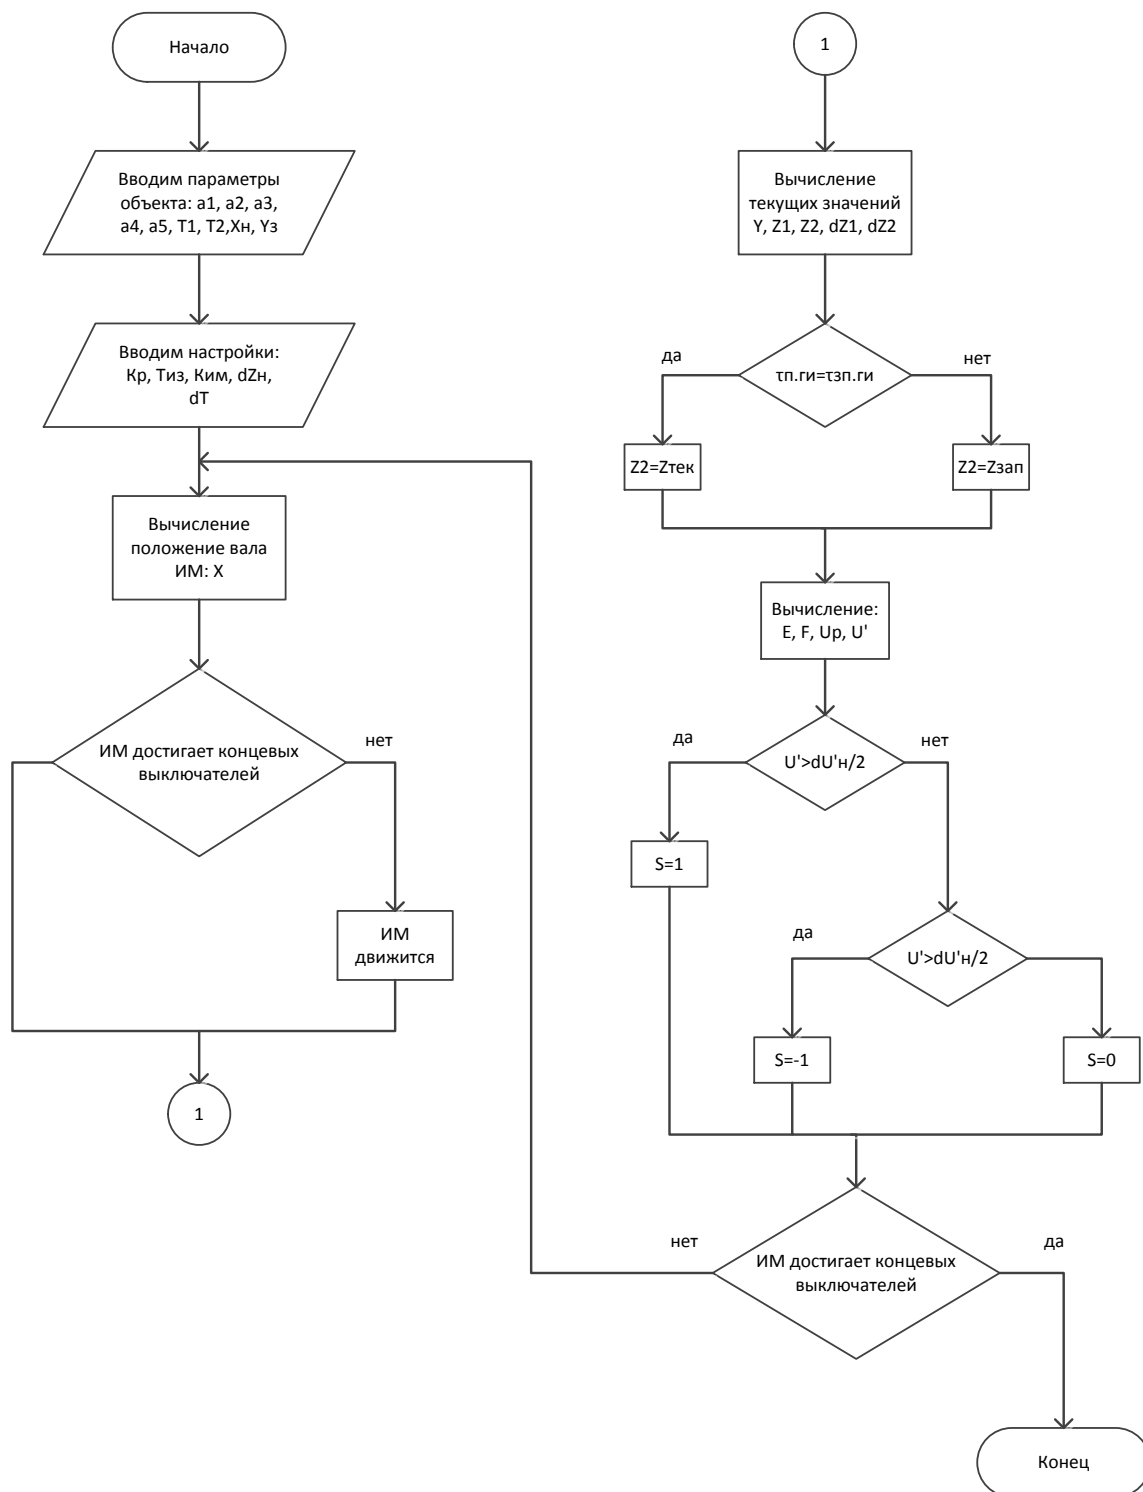 Начало
Вводим параметры
объекта: a1, a2, a3,
a4, a5, T1, T2,Xн, Yз
Вводим настройки:
Кр, Tиз, Ким, dZн,
dT
Вычисление
положение вала
ИМ: X
ИМ достигает концевых
выключателей
нет
ИМ
движится
1
1
Вычисление
текущих значений
Y, Z1, Z2, dZ1, dZ2
τп.ги=τзп.ги
да
нет
Z2=Zтек
Z2=Zзап
Вычисление:
E, F, Up, U'
U'>dU'н/2
да
нет
S=1
U'>dU'н/2
да
S=-1
S=0
ИМ достигает концевых
выключателей
нет
да
Конец